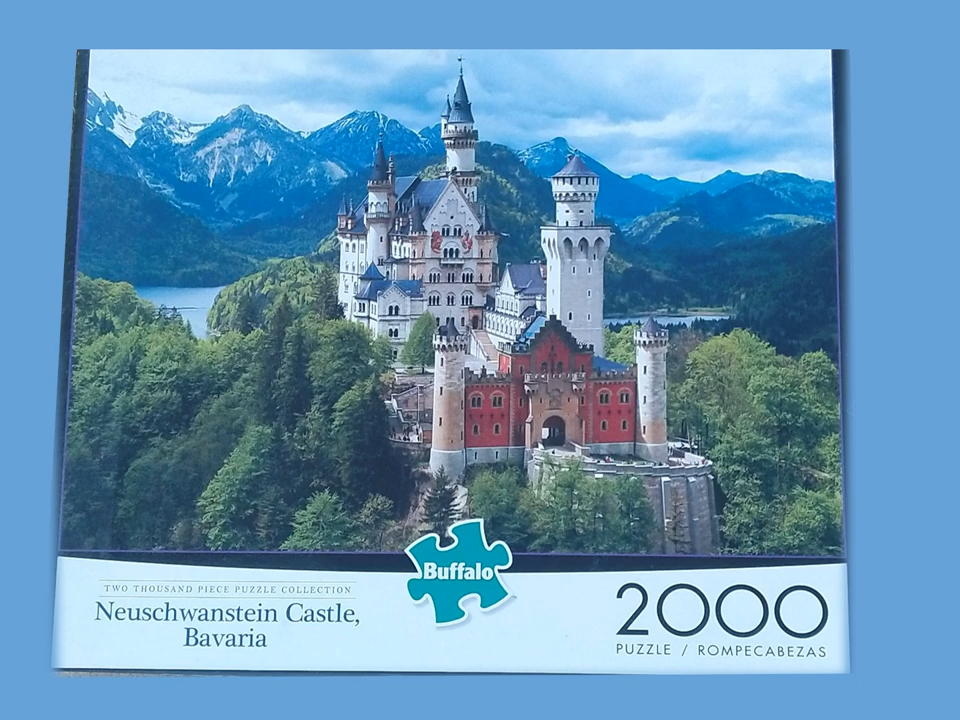 Buffalo
TWO THOUSAND PIECE PUZZLE COLLECTION
Neuschwanstein Castle,
Bavaria
2000
PUZZLE / ROMPECABEZAS